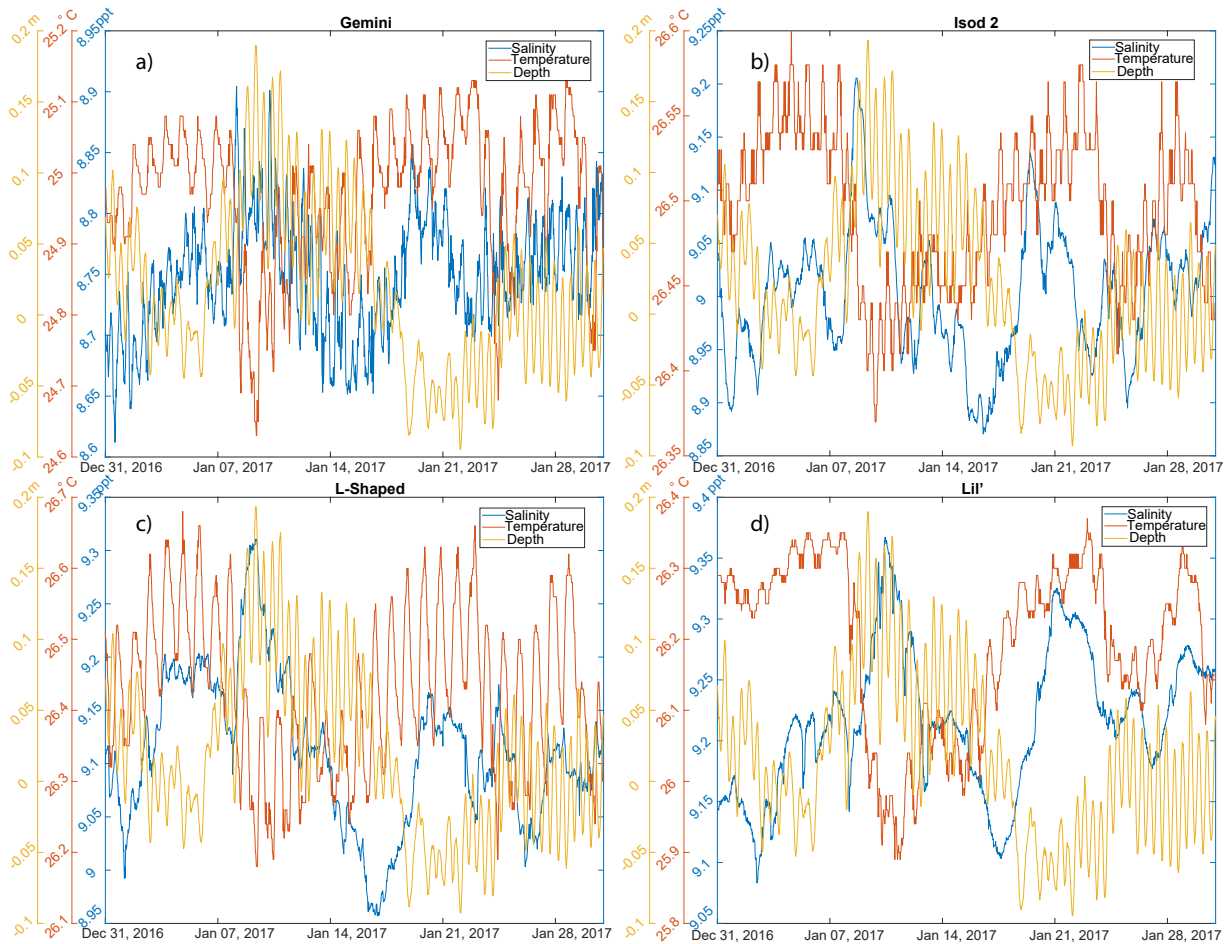 Gemini
a)
Salinity
Temperature
Depth
0.2 m
0.15
0.1
0.05
0
-0.05
-0.1
25.2 °C
25.1
25
24.9
24.8
24.7
24.6
8.95ppt
8.9
8.85
8.8
8.75
8.7
8.65
8.6
Dec 31, 2016 Jan 07, 2017 Jan 14, 2017 Jan 21, 2017 Jan 28, 2017
Isod 2
b)
Salinity
Temperature
Depth
0.2 m
0.15
0.1
0.05
0
-0.05
-0.1
26.6 °C
26.55
26.5
26.45
26.4
26.35
9.25ppt
9.2
9.15
9.1
9.05
9
8.95
8.9
8.85
Dec 31, 2016 Jan 07, 2017 Jan 14, 2017 Jan 21, 2017 Jan 28, 2017
L-Shaped
c)
Salinity
Temperature
Depth
0.2 m
0.15
0.1
0.05
0
-0.05
-0.1
26.7 °C
26.6
26.5
26.4
26.3
26.2
26.1
9.35ppt
9.3
9.25
9.2
9.15
9.1
9.05
9
8.95
Dec 31, 2016 Jan 07, 2017 Jan 14, 2017 Jan 21, 2017 Jan 28, 2017
Lil'
d)
Salinity
Temperature
Depth
0.2 m
0.15
0.1
0.05
0
-0.05
-0.1
26.4 °C
26.3
26.2
26.1
26
25.9
25.8
9.4 ppt
9.35
9.3
9.25
9.2
9.15
9.1
9.05
Dec 31, 2016 Jan 07, 2017 Jan 14, 2017 Jan 21, 2017 Jan 28, 2017